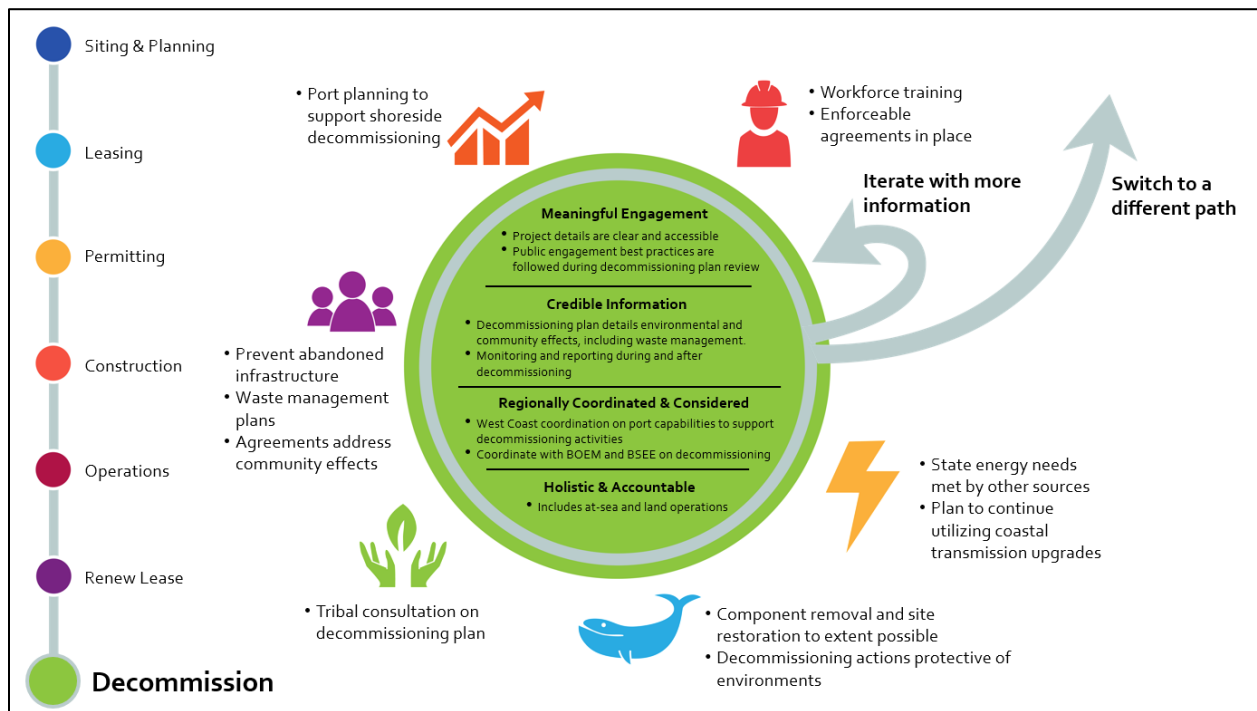 Siting & Planning
Leasing
Permitting
Construction
Operations
Renew Lease
Decommission
• Port planning to
support shoreside
decommissioning
• Workforce training
• Enforceable
agreements in place
Iterate with more
information
Switch to a
different path
Meaningful Engagement
• Project details are clear and accessible
• Public engagement best practices are
followed during decommissioning plan review
Credible Information
• Decommissioning plan details environmental and
community effects, including waste management.
• Monitoring and reporting during and after
decommissioning
Regionally Coordinated & Considered
• West Coast coordination on port capabilities to support
decommissioning activities
• Coordinate with BOEM and BSEE on decommissioning
Holistic & Accountable
• Includes at-sea and land operations
• Prevent abandoned
infrastructure
• Waste management
plans
• Agreements address
community effects
• State energy needs
met by other sources
• Plan to continue
utilizing coastal
transmission upgrades
• Tribal consultation on
decommissioning plan
• Component removal and site
restoration to extent possible
• Decommissioning actions protective of
environments